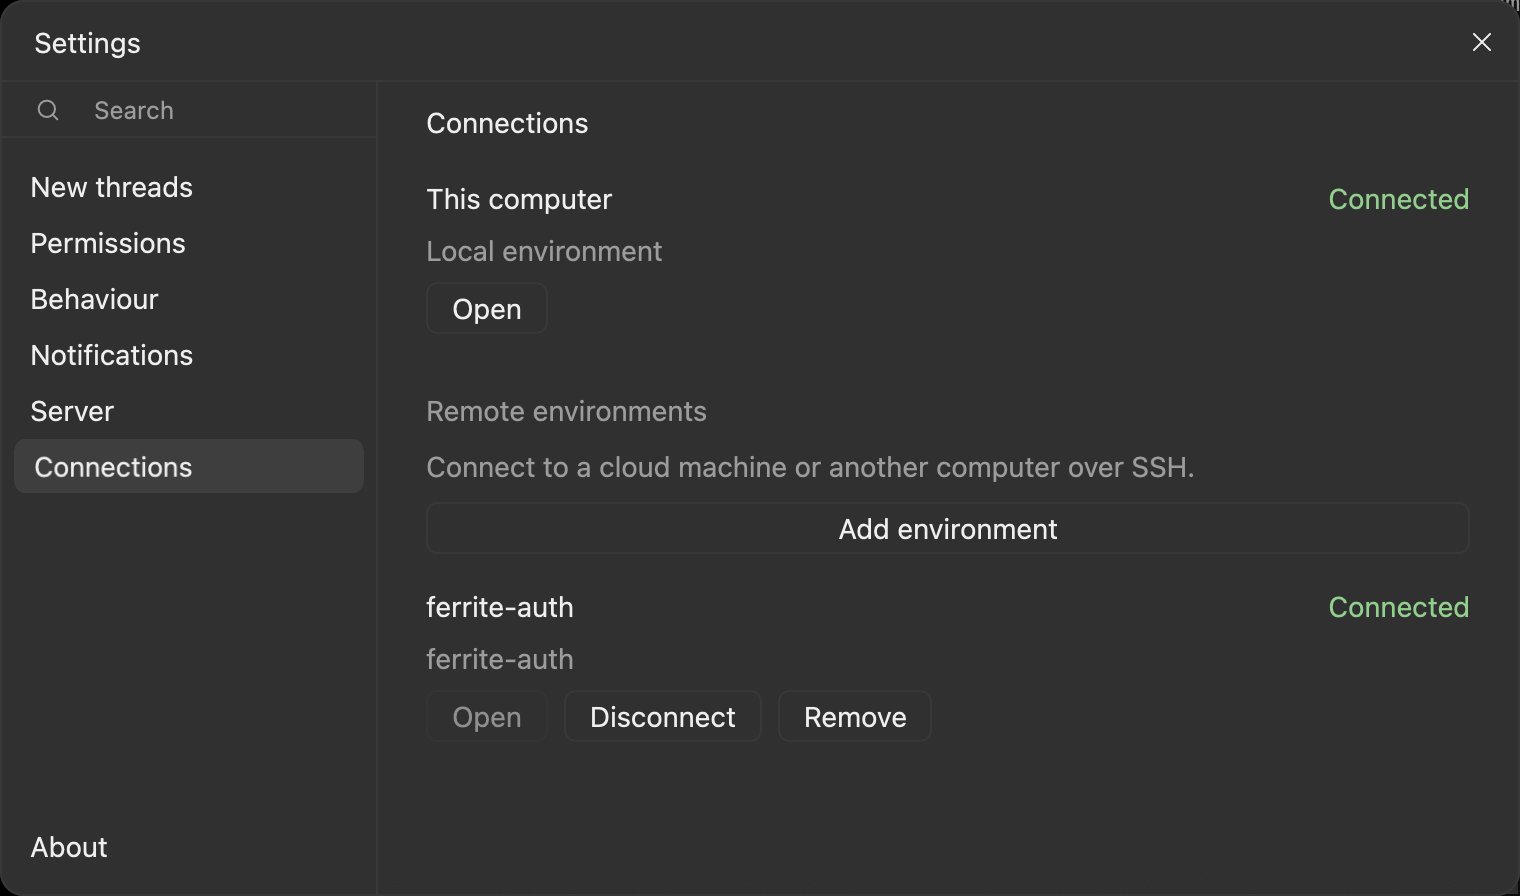 Settings
Search
New threads
Permissions
Behaviour
Notifications
Server
Connections
About
Connections
This computer
Connected
Local environment
Open
Remote environments
Connect to a cloud machine or another computer over SSH.
Add environment
ferrite-auth
Connected
ferrite-auth
Open Disconnect Remove